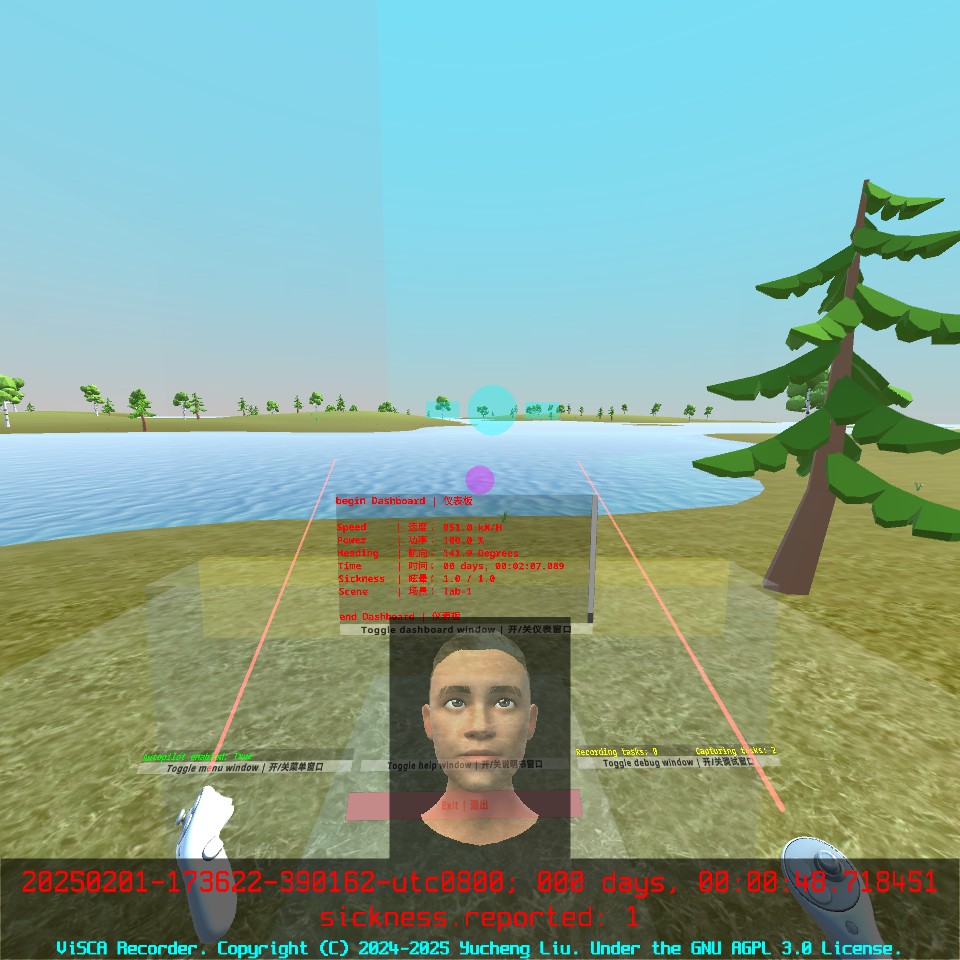 begin Dashboard | 仪表板
Speed | 速度: 051.0 kM/H
Power | 功率: 100.0 %
Heading | 航向: 141.0 Degrees
Time | 时间: 00 days, 00:02:07.089
Sickness | 眩晕: 1.0 / 1.0
Scene | 场景: lab-1
end Dashboard | 仪表板
Toggle dashboard window | 开/关仪表窗口
Autopilot enabled: True
Toggle menu window | 开/关菜单窗口
Toggle help window | 开/关说明书窗口
Recording tasks: 0 Capturing tasks: 2
Toggle debug window | 开/关调试窗口
Exit | 退出
20250201-173622-390162-utc0800; 000 days, 00:00:48.718451
sickness.reported: 1
ViSCA Recorder. Copyright (C) 2024-2025 Yucheng Liu. Under the GNU AGPL 3.0 License.